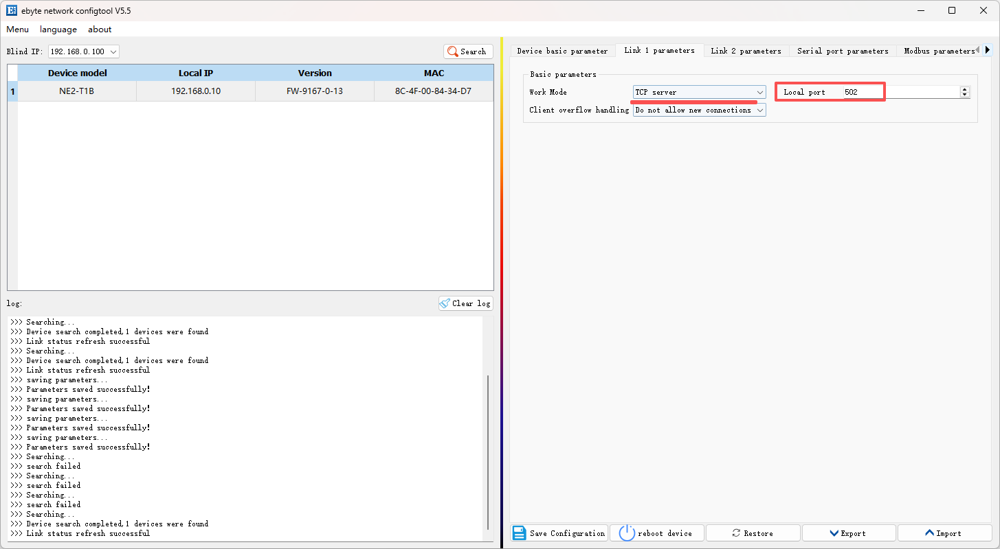 ebyte network configtool V5.5
Menu language about
Blind IP: 192.168.0.100 Search
Device model Local IP Version MAC
1 NE2-T1B 192.168.0.10 FW-9167-0-13 8C-4F-00-84-34-D7
log: Clear log
>>> Searching...
>>> Device search completed,1 devices were found
>>> Link status refresh successful
>>> Searching...
>>> Device search completed,1 devices were found
>>> Link status refresh successful
>>> saving parameters...
>>> Parameters saved successfully!
>>> saving parameters...
>>> Parameters saved successfully!
>>> saving parameters...
>>> Parameters saved successfully!
>>> saving parameters...
>>> Parameters saved successfully!
>>> Searching...
>>> search failed
>>> Searching...
>>> search failed
>>> Searching...
>>> search failed
>>> Searching...
>>> Device search completed,1 devices were found
>>> Link status refresh successful
Device basic parameter Link 1 parameters Link 2 parameters Serial port parameters Modbus parameters
Basic parameters
Work Mode TCP server Local port 502
Client overflow handling Do not allow new connections
Save Configuration reboot device Restore Export Import